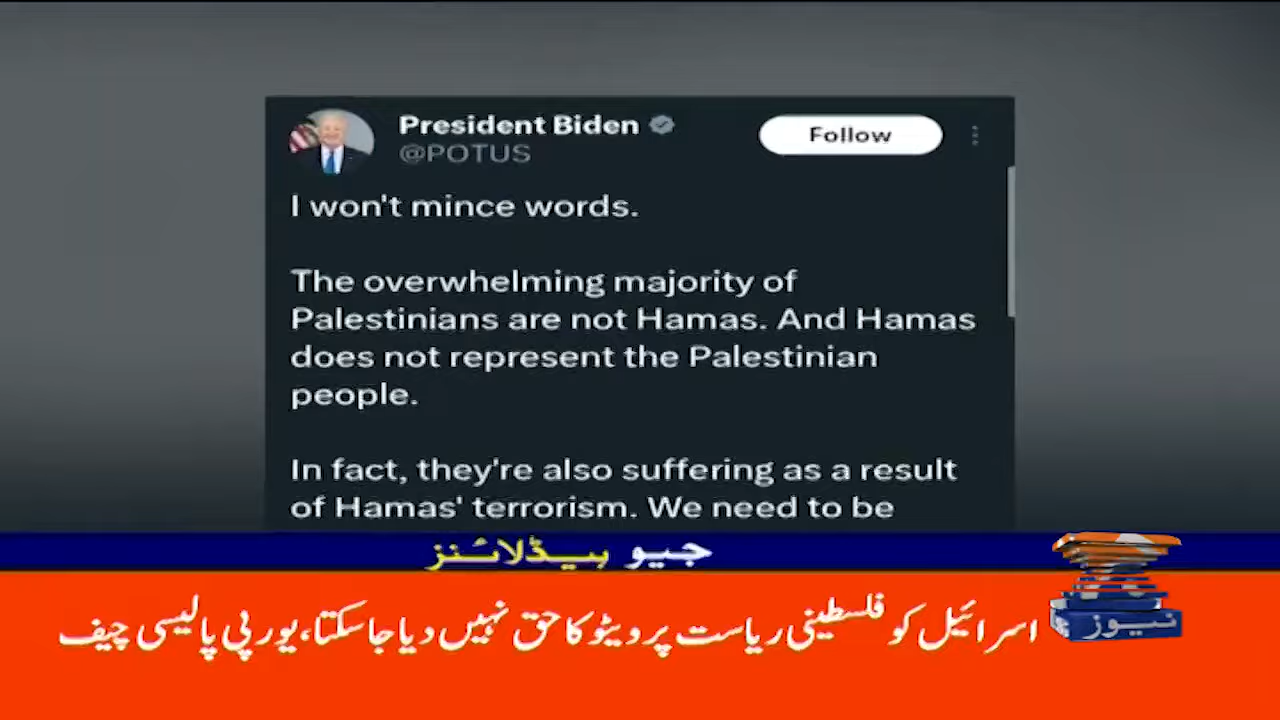 President Biden
@POTUS
Follow
I won't mince words.
The overwhelming majority of
Palestinians are not Hamas. And Hamas
does not represent the Palestinian
people.
In fact, they're also suffering as a result
of Hamas' terrorism. We need to be
جیو ہیڈلائنز
اسرائیل کو فلسطینی ریاست پر ویٹو کا حق نہیں دیا جاسکتا، یورپی پالیسی چیف
نیوز